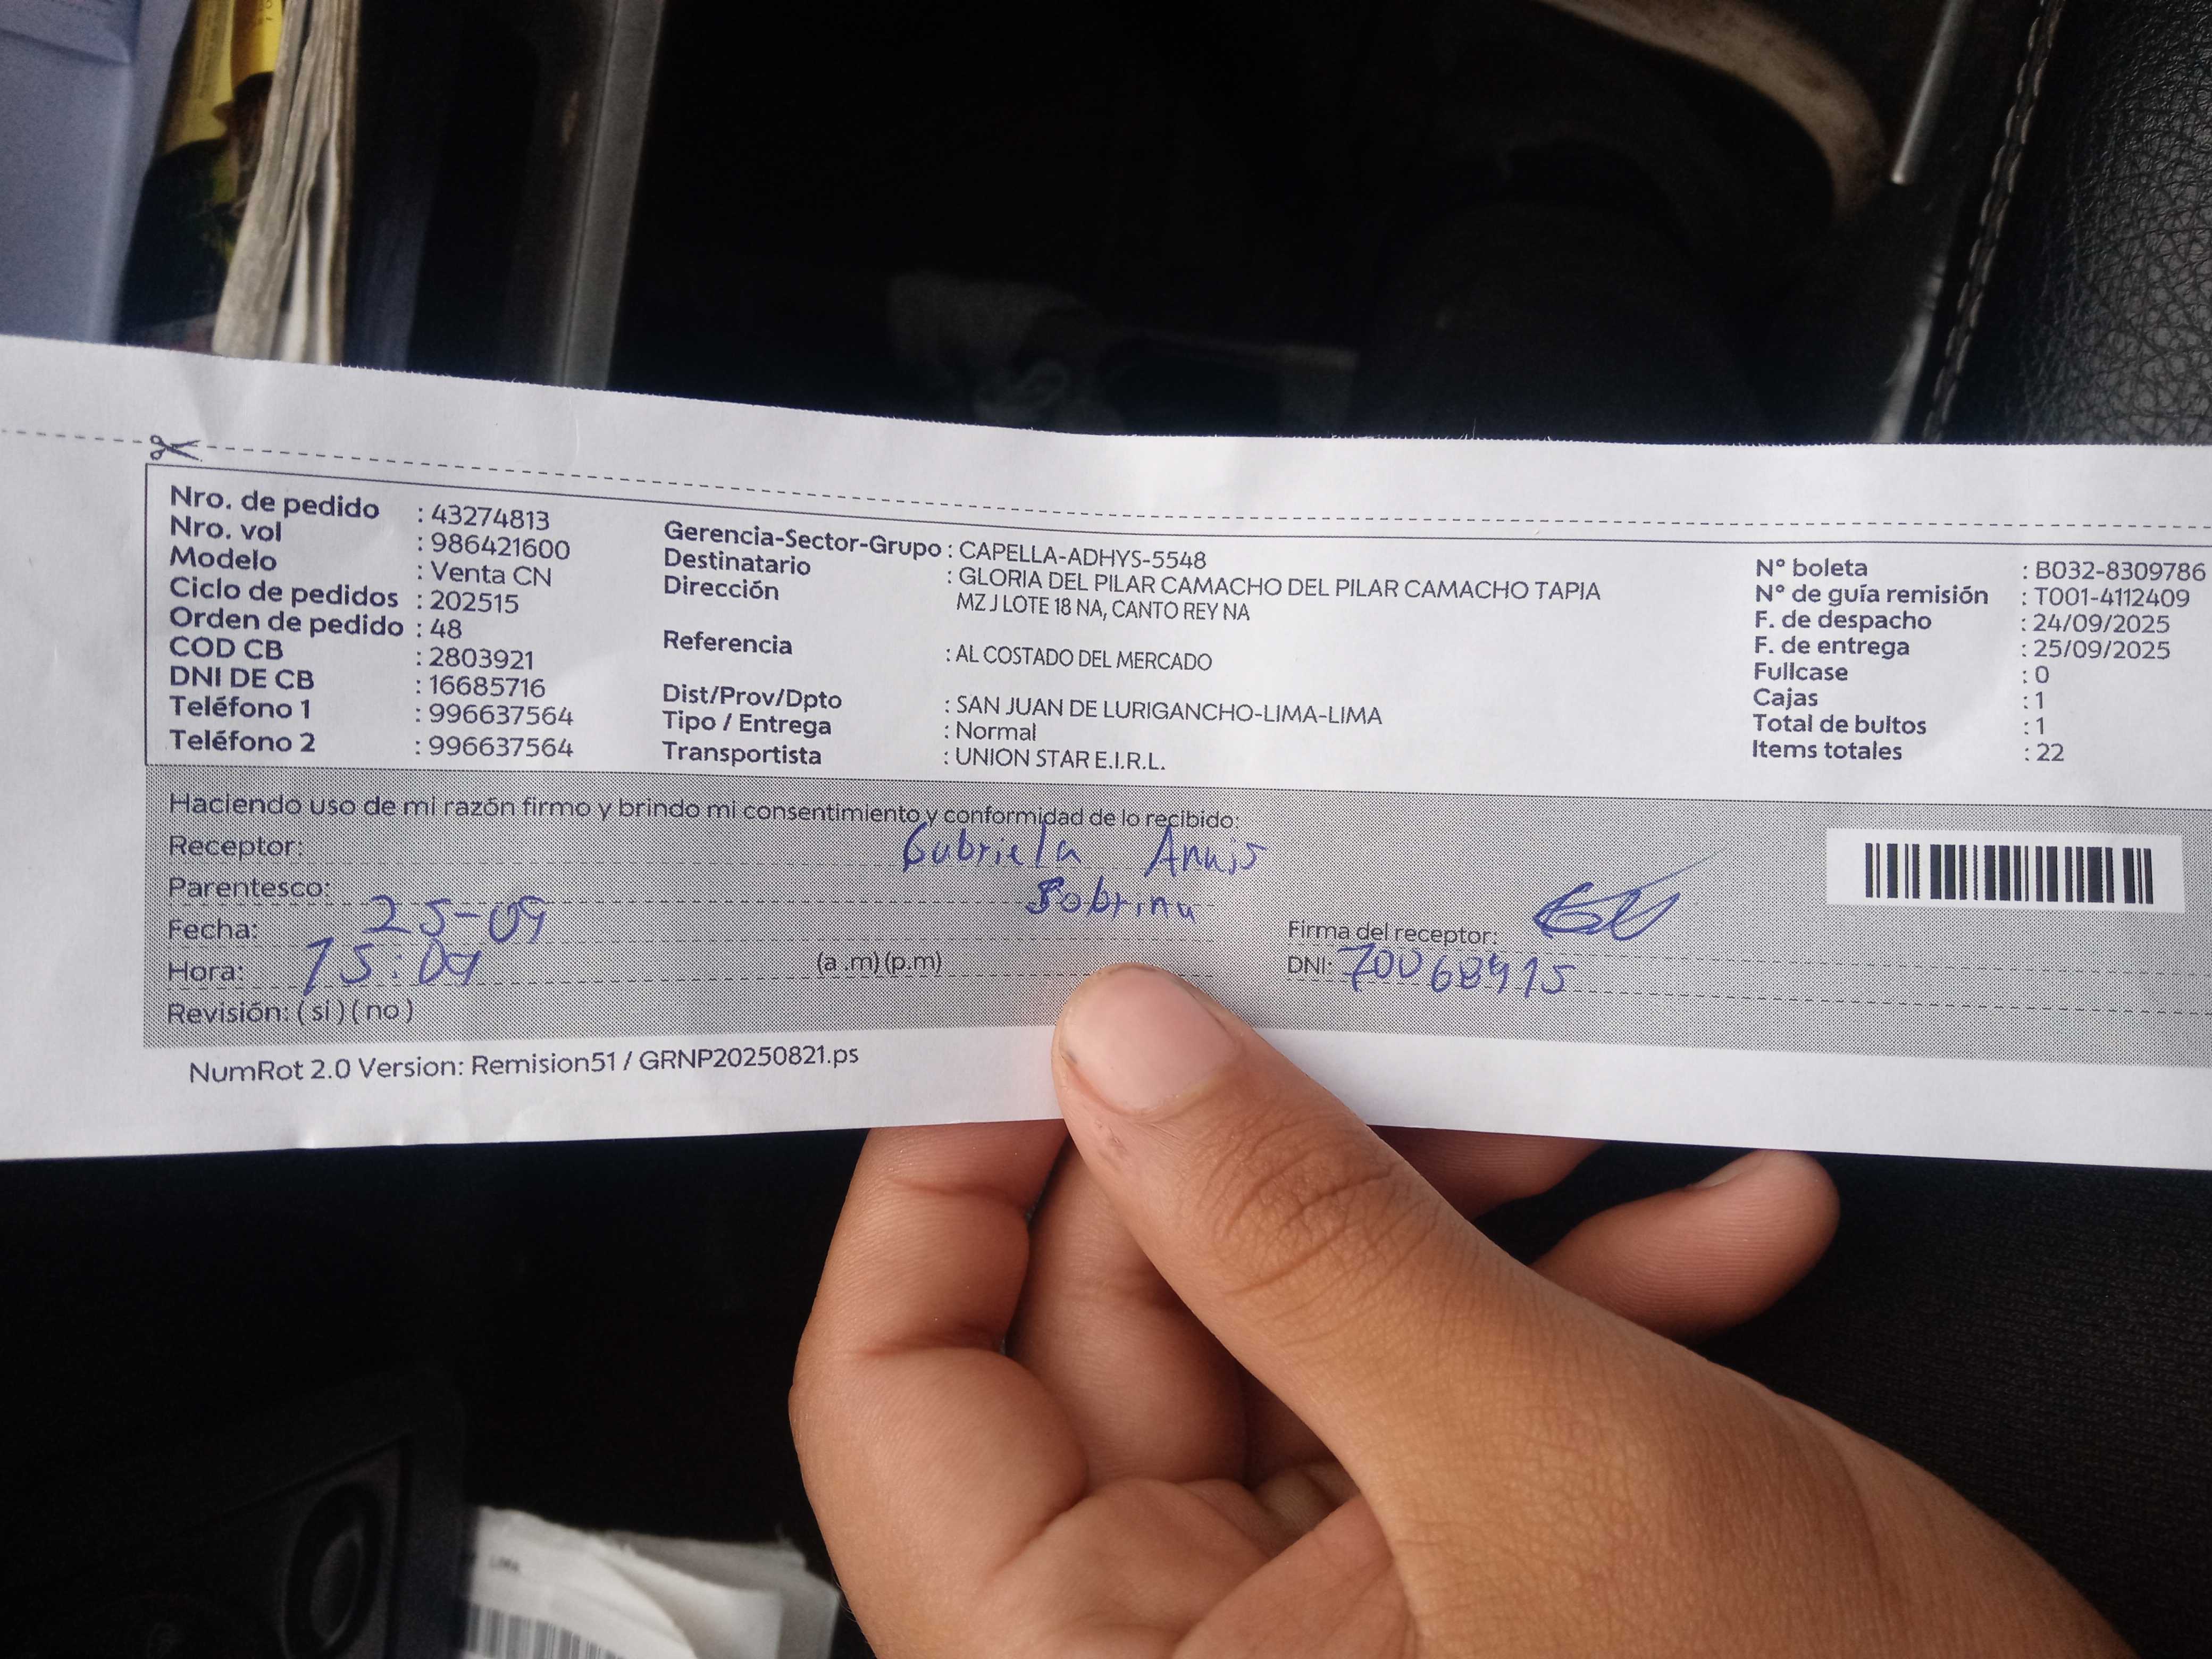 Nro. de pedido : 43274813
Nro. vol : 986421600
Modelo : Venta CN
Ciclo de pedidos : 202515
Orden de pedido : 48
COD CB : 2803921
DNI DE CB : 16685716
Teléfono 1 : 996637564
Teléfono 2 : 996637564
Gerencia-Sector-Grupo : CAPELLA-ADHYS-5548
Destinatario : GLORIA DEL PILAR CAMACHO DEL PILAR CAMACHO TAPIA
Dirección MZ J LOTE 18 NA, CANTO REY NA
Referencia : AL COSTADO DEL MERCADO
Dist/Prov/Dpto : SAN JUAN DE LURIGANCHO-LIMA-LIMA
Tipo / Entrega : Normal
Transportista : UNION STAR E.I.R.L.
N° boleta : B032-8309786
N° de guía remisión : T001-4112409
F. de despacho : 24/09/2025
F. de entrega : 25/09/2025
Fullcase : 0
Cajas : 1
Total de bultos : 1
Items totales : 22
Haciendo uso de mi razón firmo y brindo mi consentimiento y conformidad de lo recibido:
Receptor: Gabriela Anais
Parentesco: Sobrina
Fecha: 25-09
Hora: 15:09 (a .m) (p.m)
Revisión: ( si ) ( no )
Firma del receptor:
DNI: 70068915
NumRot 2.0 Version: Remision51 / GRNP20250821.ps
LIMA